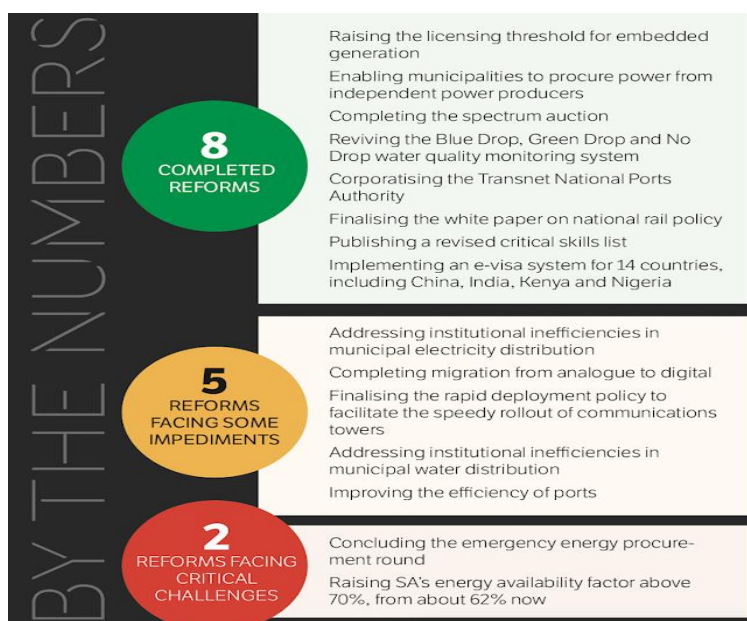 BY THE NUMBERS
8
COMPLETED
REFORMS
Raising the licensing threshold for embedded
generation
Enabling municipalities to procure power from
independent power producers
Completing the spectrum auction
Reviving the Blue Drop, Green Drop and No
Drop water quality monitoring system
Corporatising the Transnet National Ports
Authority
Finalising the white paper on national rail policy
Publishing a revised critical skills list
Implementing an e-visa system for 14 countries,
including China, India, Kenya and Nigeria
5
REFORMS
FACING SOME
IMPEDIMENTS
Addressing institutional inefficiencies in
municipal electricity distribution
Completing migration from analogue to digital
Finalising the rapid deployment policy to
facilitate the speedy rollout of communications
towers
Addressing institutional inefficiencies in
municipal water distribution
Improving the efficiency of ports
2
REFORMS FACING
CRITICAL
CHALLENGES
Concluding the emergency energy procure-
ment round
Raising SA's energy availability factor above
70%, from about 62% now